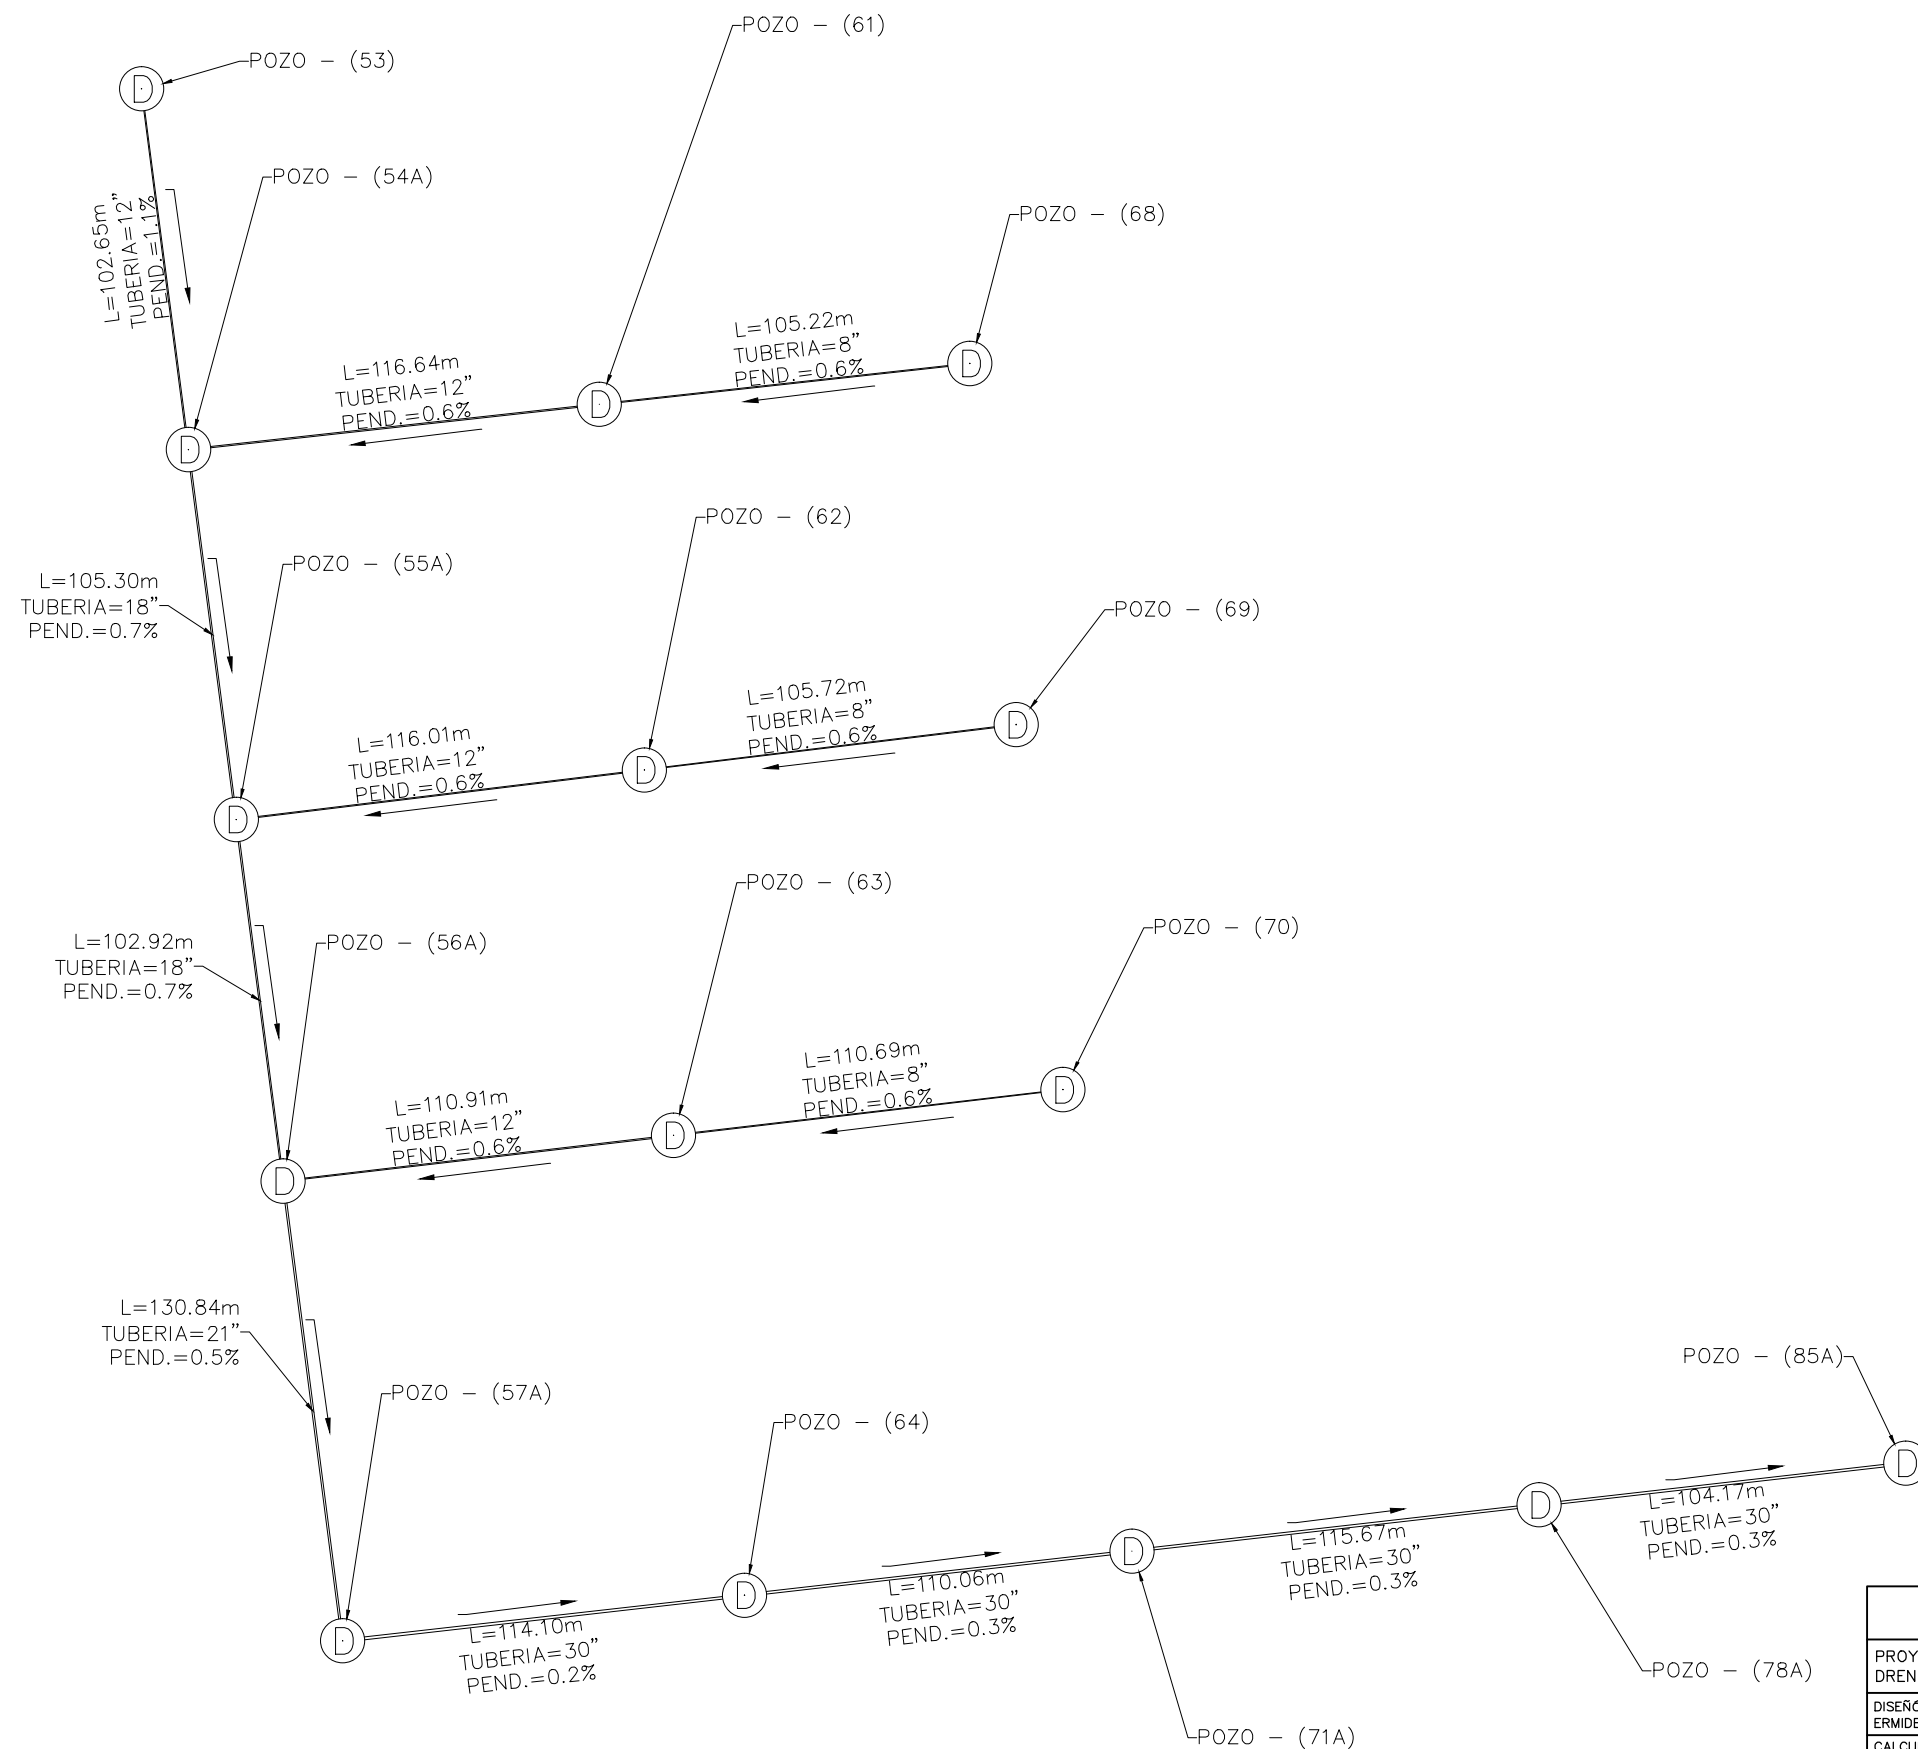 POZO - (61)
POZO - (53)
D
POZO - (54A)
L=102.65m
TUBERIA=12"
PEND.=1.1%
POZO - (68)
L=105.22m
TUBERIA=8"
PEND.=0.6%
D
L=116.64m
TUBERIA=12"
PEND.=0.6%
D
D
POZO - (62)
POZO - (55A)
L=105.30m
TUBERIA=18"
PEND.=0.7%
POZO - (69)
L=105.72m
TUBERIA=8"
PEND.=0.6%
D
L=116.01m
TUBERIA=12"
PEND.=0.6%
D
D
POZO - (63)
POZO - (70)
POZO - (56A)
L=102.92m
TUBERIA=18"
PEND.=0.7%
L=110.69m
TUBERIA=8"
PEND.=0.6%
D
L=110.91m
TUBERIA=12"
PEND.=0.6%
D
D
L=130.84m
TUBERIA=21"
PEND.=0.5%
POZO - (85A)
POZO - (57A)
POZO - (64)
D
L=104.17m
TUBERIA=30"
PEND.=0.3%
D
L=115.67m
TUBERIA=30"
PEND.=0.3%
D
L=110.06m
TUBERIA=30"
PEND.=0.3%
D
L=114.10m
TUBERIA=30"
PEND.=0.2%
D
POZO - (78A)
POZO - (71A)
PROY
DREN
DISEÑÓ
ERMIDE